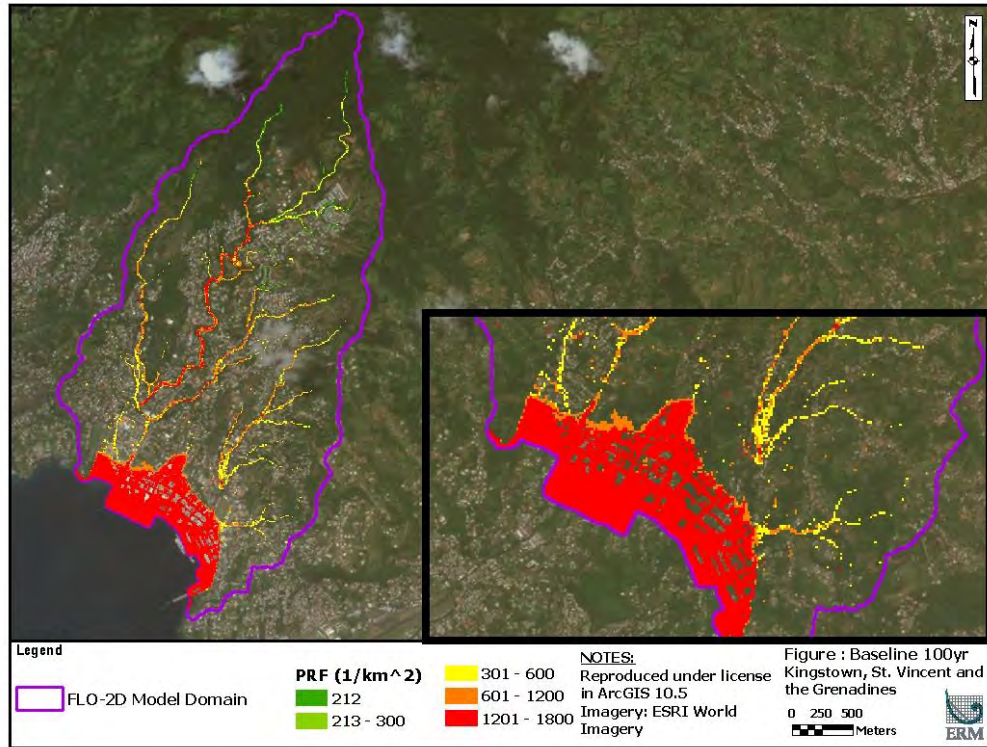 N
Legend
FLO-2D Model Domain
PRF (1/km^2)
212
213 - 300
301 - 600
601 - 1200
1201 - 1800
NOTES:
Reproduced under license
in ArcGIS 10.5
Imagery: ESRI World
Imagery
Figure : Baseline 100yr
Kingstown, St. Vincent and
the Grenadines
0 250 500
Meters
ERM